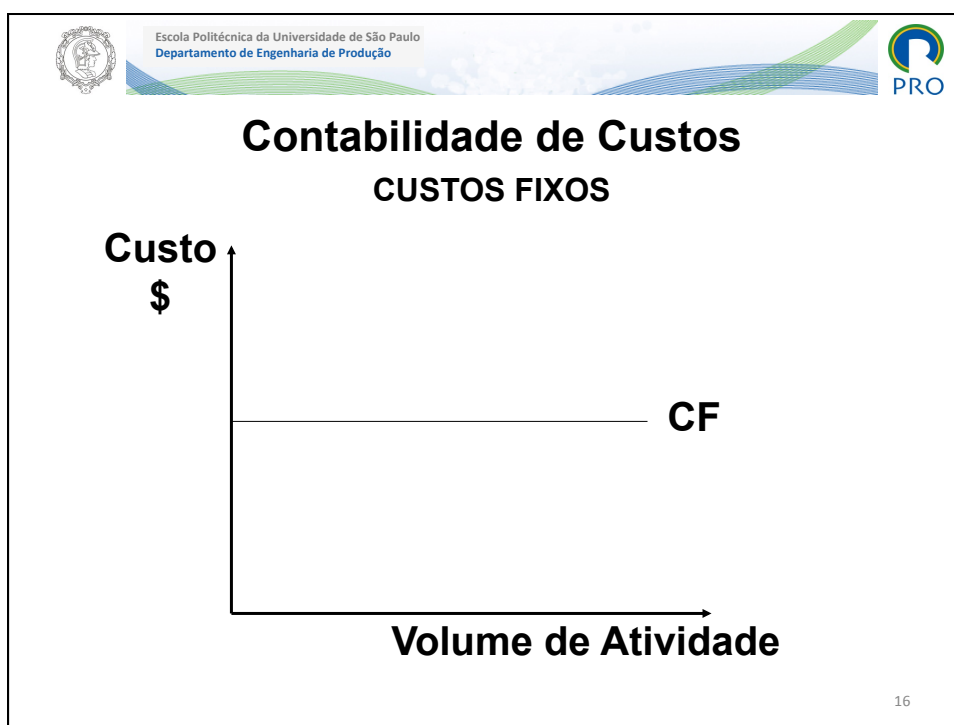 Escola Politécnica da Universidade de São Paulo
Departamento de Engenharia de Produção
PRO
Contabilidade de Custos
CUSTOS FIXOS
Custo
$
CF
Volume de Atividade
16